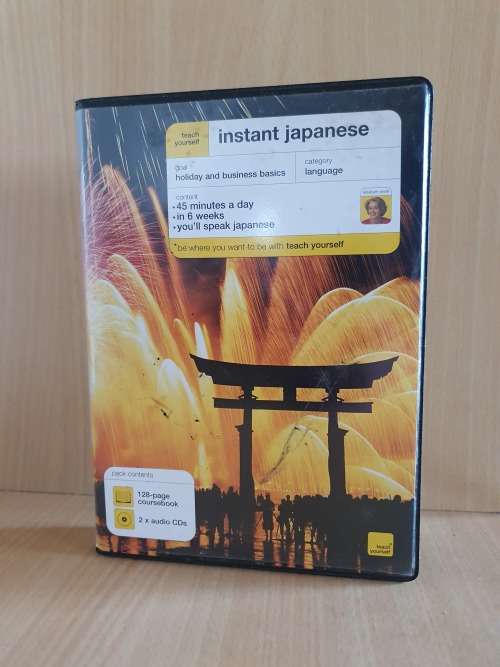 teach
yourself
instant japanese
goal
holiday and business basics
category
language
content
•45 minutes a day
•in 6 weeks
•you'll speak japanese
•be where you want to be with teach yourself
pack contents
128-page
coursebook
2 x audio CDs
teach
yourself